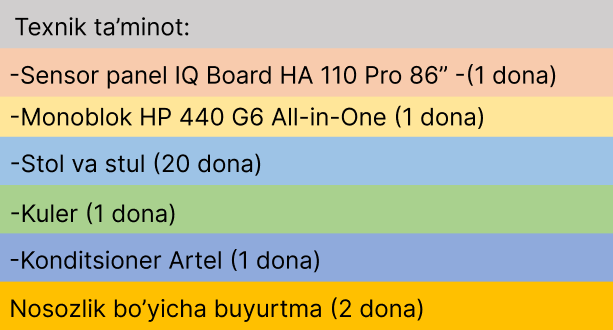 Texnik ta’minot:
-Sensor panel IQ Board HA 110 Pro 86” -(1 dona)
-Monoblok HP 440 G6 All-in-One (1 dona)
-Stol va stul (20 dona)
-Kuler (1 dona)
-Konditsioner Artel (1 dona)
Nosozlik bo’yicha buyurtma (2 dona)